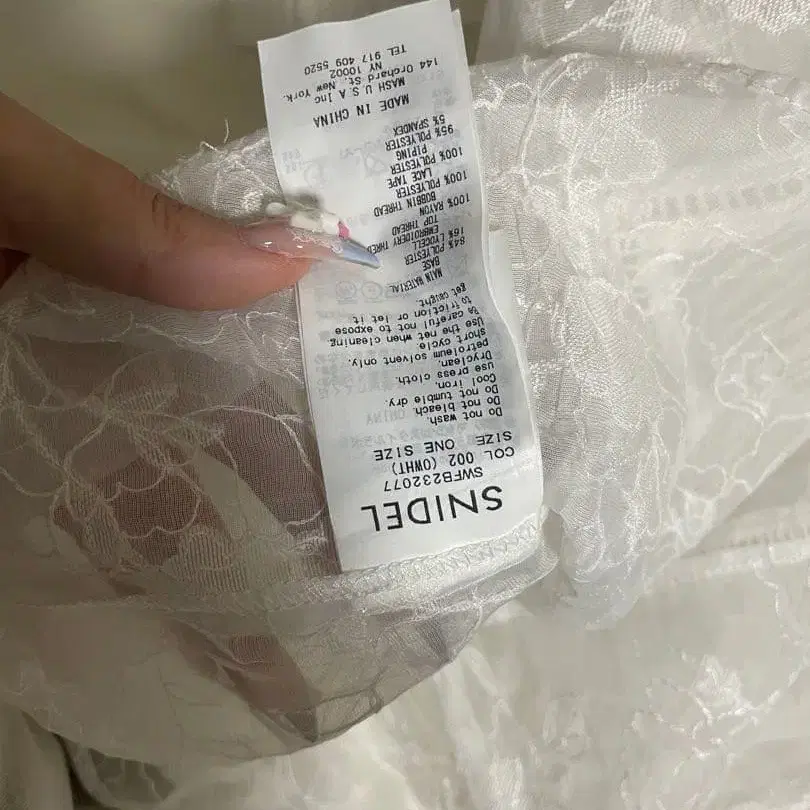 SNIDEL
SWFB232077
COL 002 (OWHT)
SIZE ONE SIZE
Do not wash.
Do not bleach.
Do not tumble dry.
Cool iron,
use press cloth.
Dryclean,
petroleum solvent only.
short cycle.
Use the net when cleaning
Be careful not to expose
to friction or let it
get caught.
MAIN MATERIAL
BASE
84% POLYESTER
16% LYOCELL
EMBROIDERY THRED
TOP THREAD
100% RAYON
BOBBIN THREAD
100% POLYESTER
LACE TAPE
100% POLYESTER
PIPING
95% POLYESTER
5% SPANDEX
MADE IN CHINA
MASH U.S.A Inc
144 Orchard St. New York.
NY 10002
TEL 917 409 5520